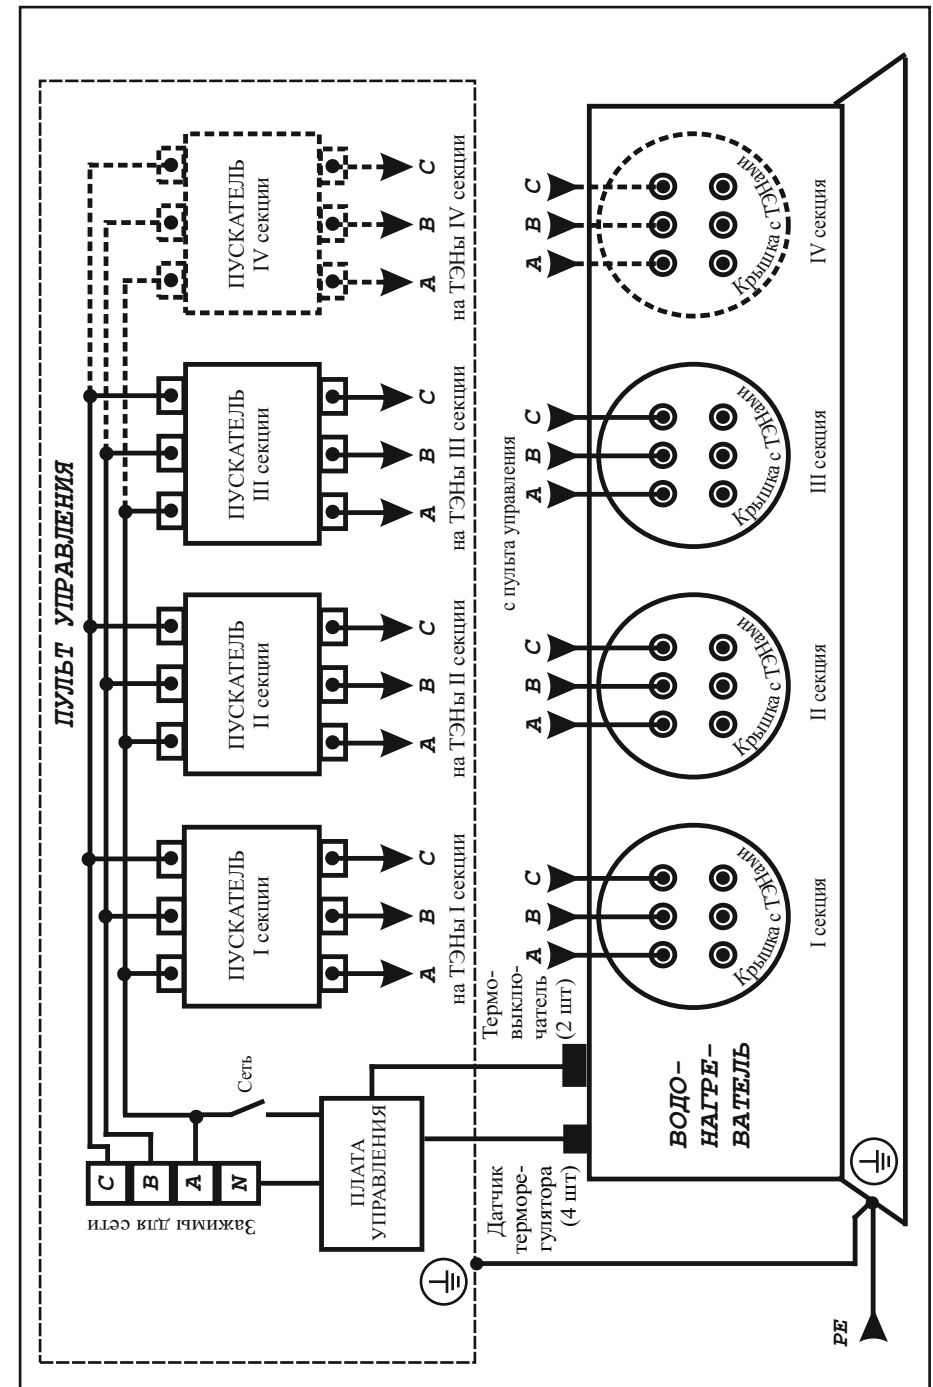 ПУЛЬТ УПРАВЛЕНИЯ
Зажимы для сети
C
B
A
N
Сеть
ПЛАТА
УПРАВЛЕНИЯ
ПУСКАТЕЛЬ
I секции
A
B
C
на ТЭНы I секции
ПУСКАТЕЛЬ
II секции
A
B
C
на ТЭНы II секции
ПУСКАТЕЛЬ
III секции
A
B
C
на ТЭНы III секции
ПУСКАТЕЛЬ
IV секции
A
B
C
на ТЭНы IV секции
Датчик
терморе-
гулятора
(4 шт)
Термо-
выклю-
чатель
(2 шт)
с пульта управления
ВОДО-
НАГРЕ-
ВАТЕЛЬ
A
B
C
Крышка с ТЭНами
I секция
A
B
C
Крышка с ТЭНами
II секция
A
B
C
Крышка с ТЭНами
III секция
A
B
C
Крышка с ТЭНами
IV секция
PE